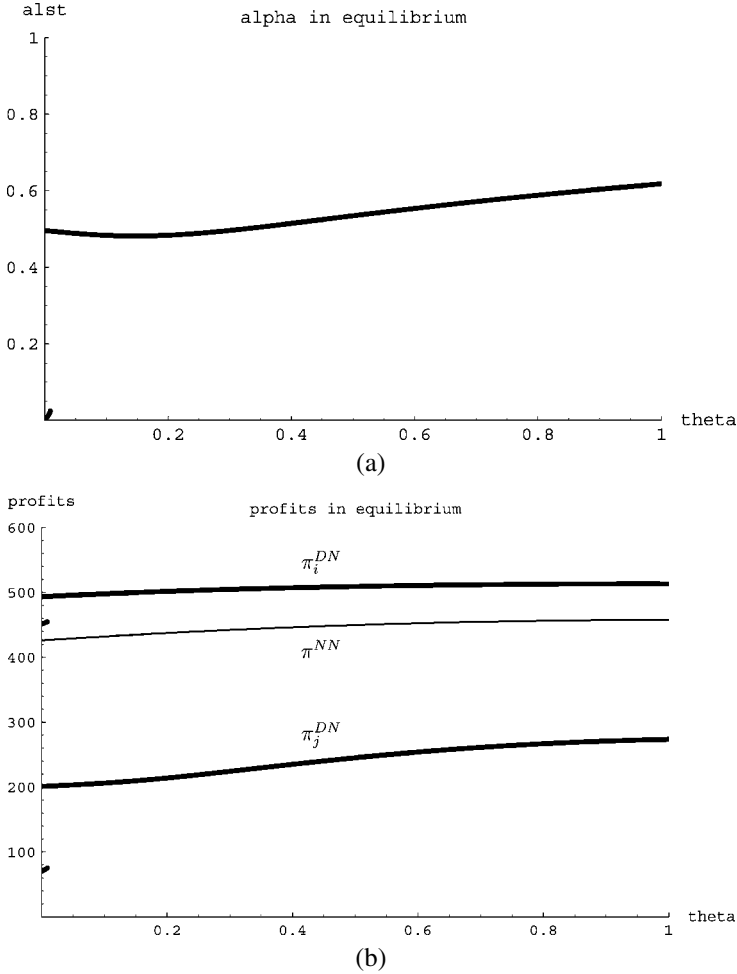 alst
alpha in equilibrium
1
0.8
0.6
0.4
0.2
0.2 0.4 0.6 0.8 1 theta
(a)
profits
profits in equilibrium
600
500
400
300
200
100
π_i^{DN}
π^{NN}
π_j^{DN}
0.2 0.4 0.6 0.8 1 theta
(b)